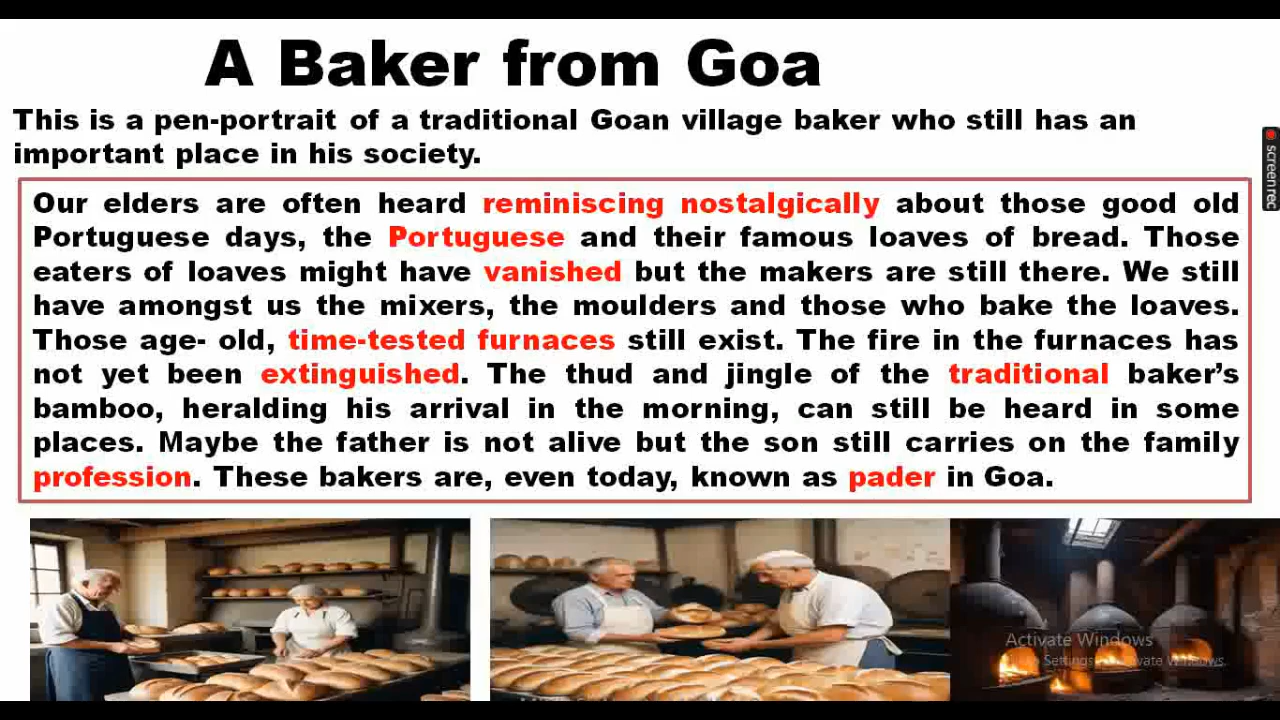 A Baker from Goa
This is a pen-portrait of a traditional Goan village baker who still has an
important place in his society.
Our elders are often heard reminiscing nostalgically about those good old
Portuguese days, the Portuguese and their famous loaves of bread. Those
eaters of loaves might have vanished but the makers are still there. We still
have amongst us the mixers, the moulders and those who bake the loaves.
Those age- old, time-tested furnaces still exist. The fire in the furnaces has
not yet been extinguished. The thud and jingle of the traditional baker’s
bamboo, heralding his arrival in the morning, can still be heard in some
places. Maybe the father is not alive but the son still carries on the family
profession. These bakers are, even today, known as pader in Goa.
screenrec
Activate Windows
to Settings to activate Windows.